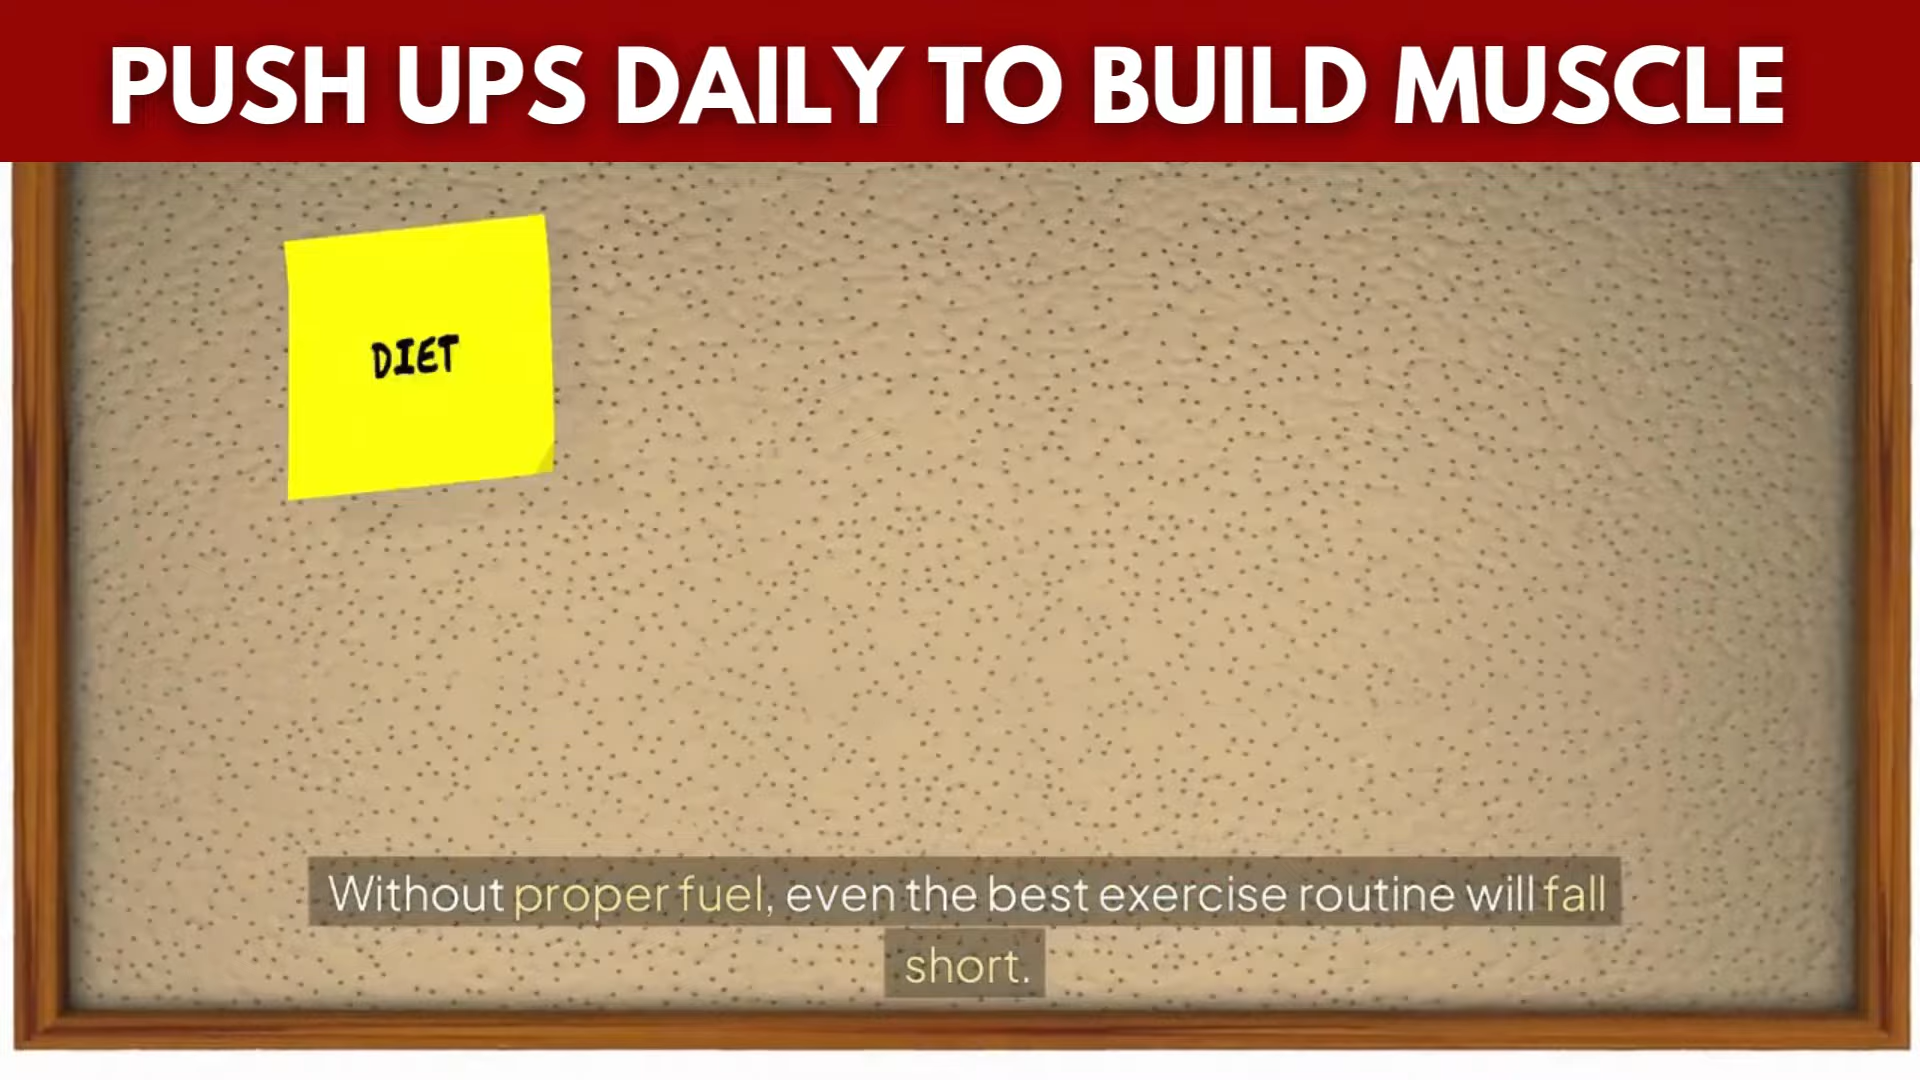 PUSH UPS DAILY TO BUILD MUSCLE
DIET
Without proper fuel, even the best exercise routine will fall
short.